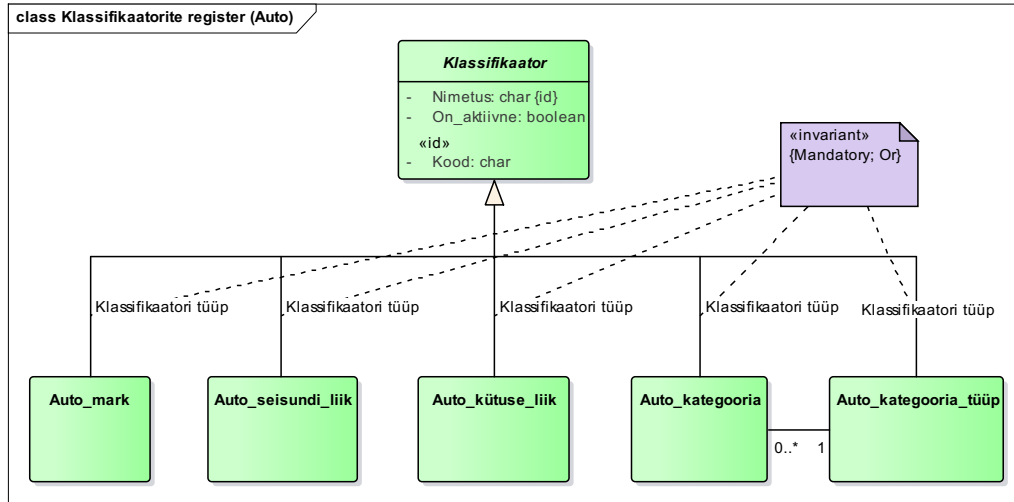 class Klassifikaatorite register (Auto)
Klassifikaator
- Nimetus: char {id}
- On_aktiivne: boolean
«id»
- Kood: char
«invariant»
{Mandatory; Or}
Klassifikaatori tüüp
Klassifikaatori tüüp
Klassifikaatori tüüp
Klassifikaatori tüüp
Klassifikaatori tüüp
Auto_mark
Auto_seisundi_liik
Auto_kütuse_liik
Auto_kategooria
Auto_kategooria_tüüp
0..* 1